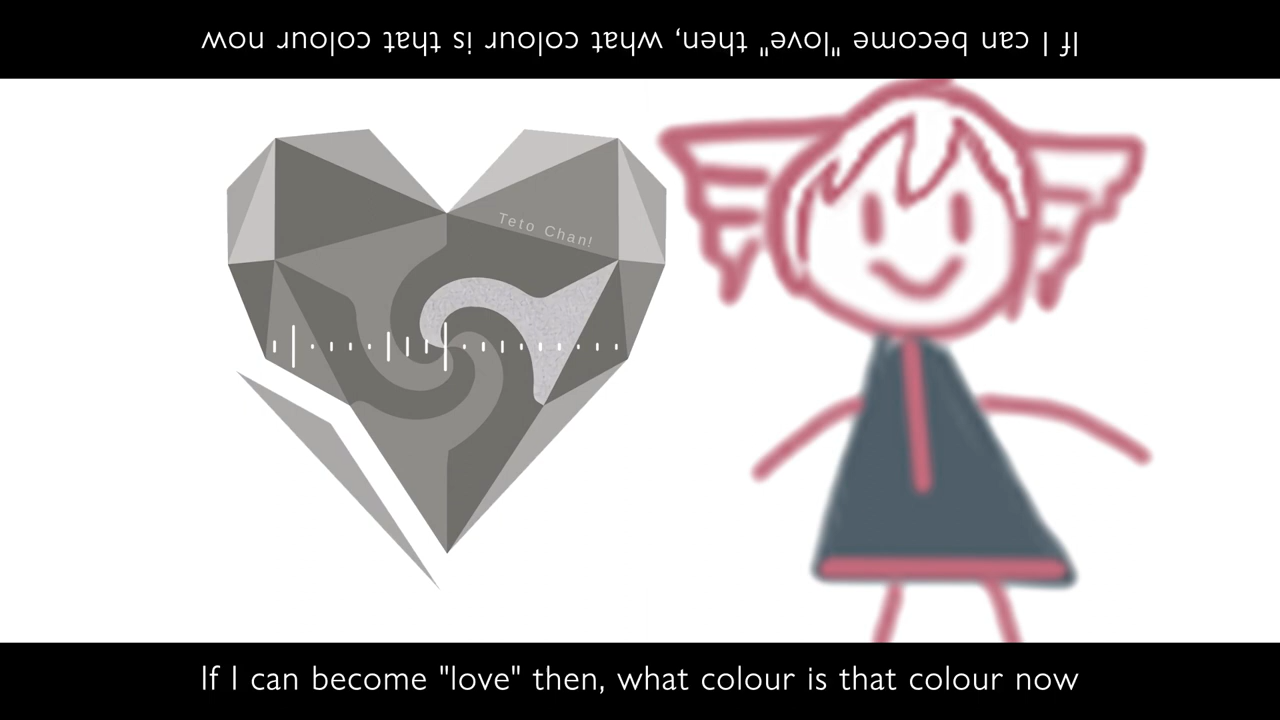 If I can become "love" then, what colour is that colour now
Teto Chan!
If I can become "love" then, what colour is that colour now